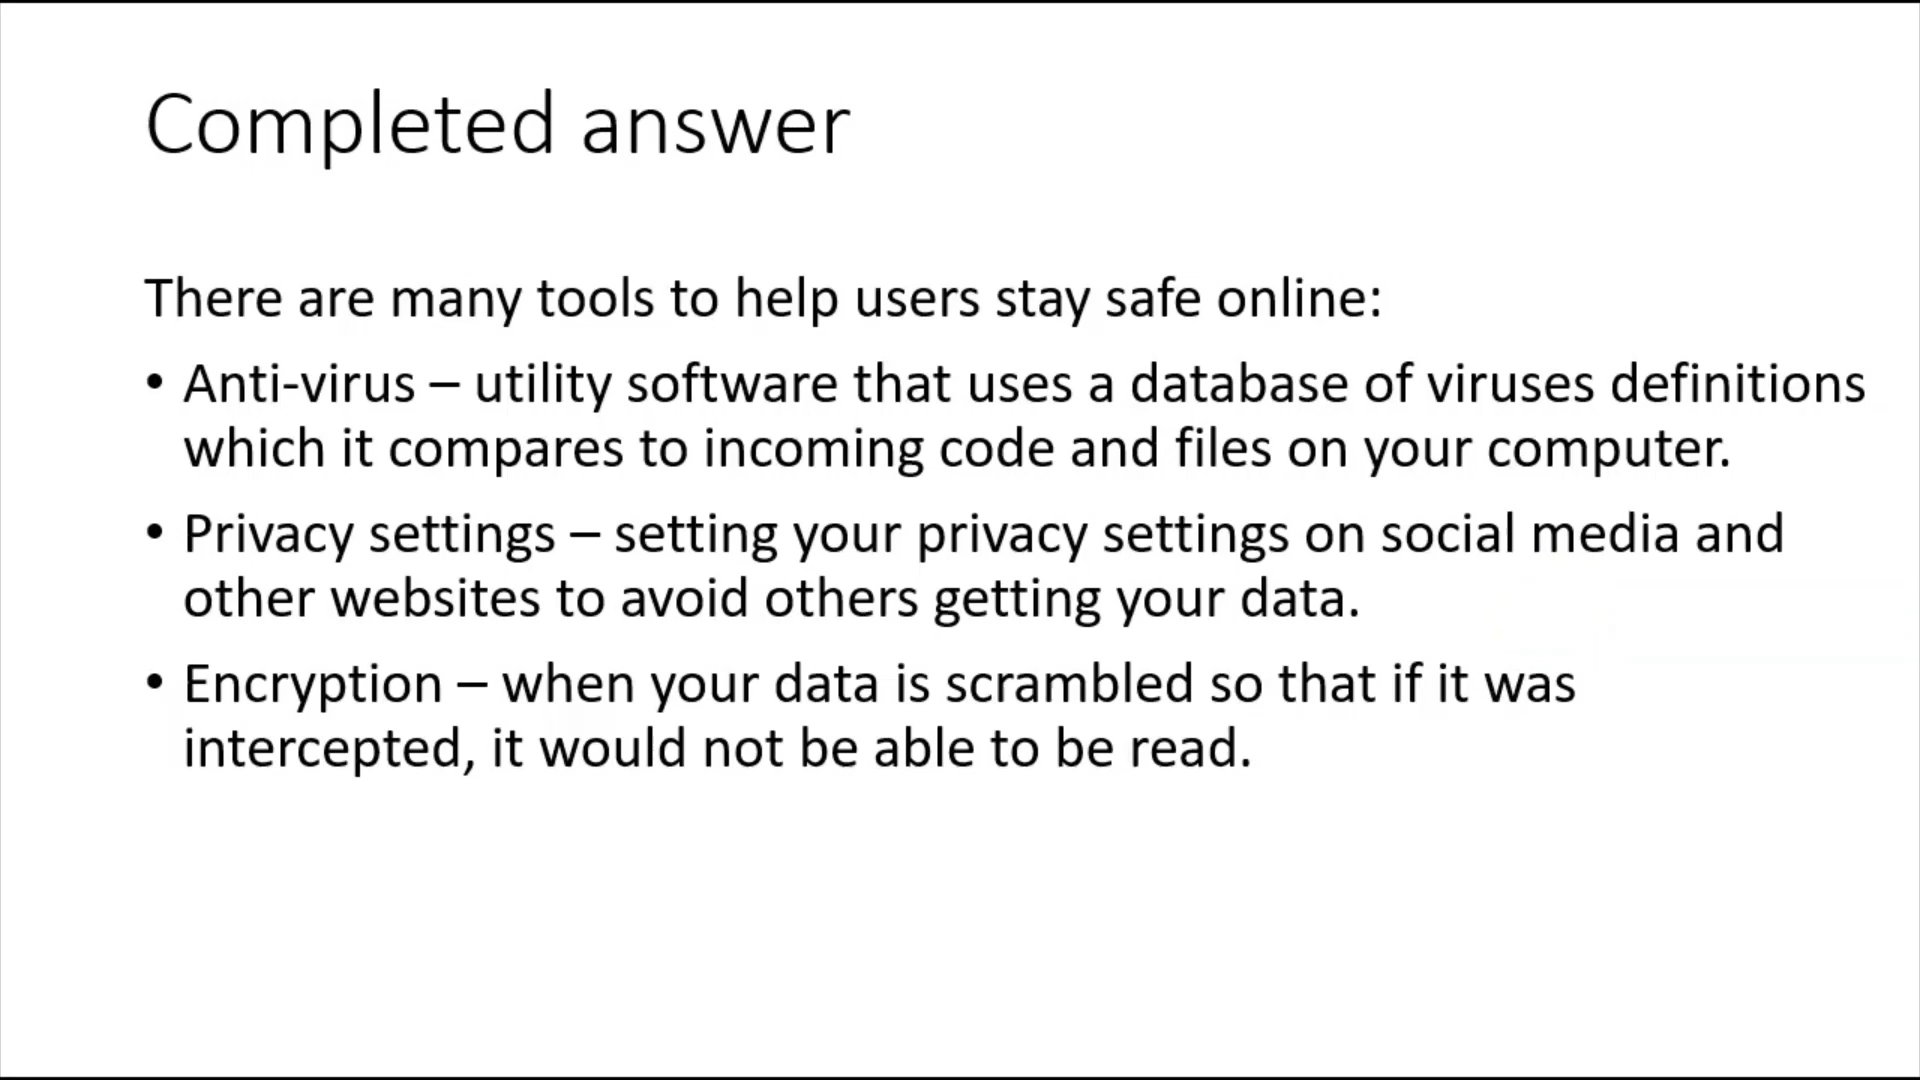 Completed answer
There are many tools to help users stay safe online:
• Anti-virus – utility software that uses a database of viruses definitions
which it compares to incoming code and files on your computer.
• Privacy settings – setting your privacy settings on social media and
other websites to avoid others getting your data.
• Encryption – when your data is scrambled so that if it was
intercepted, it would not be able to be read.